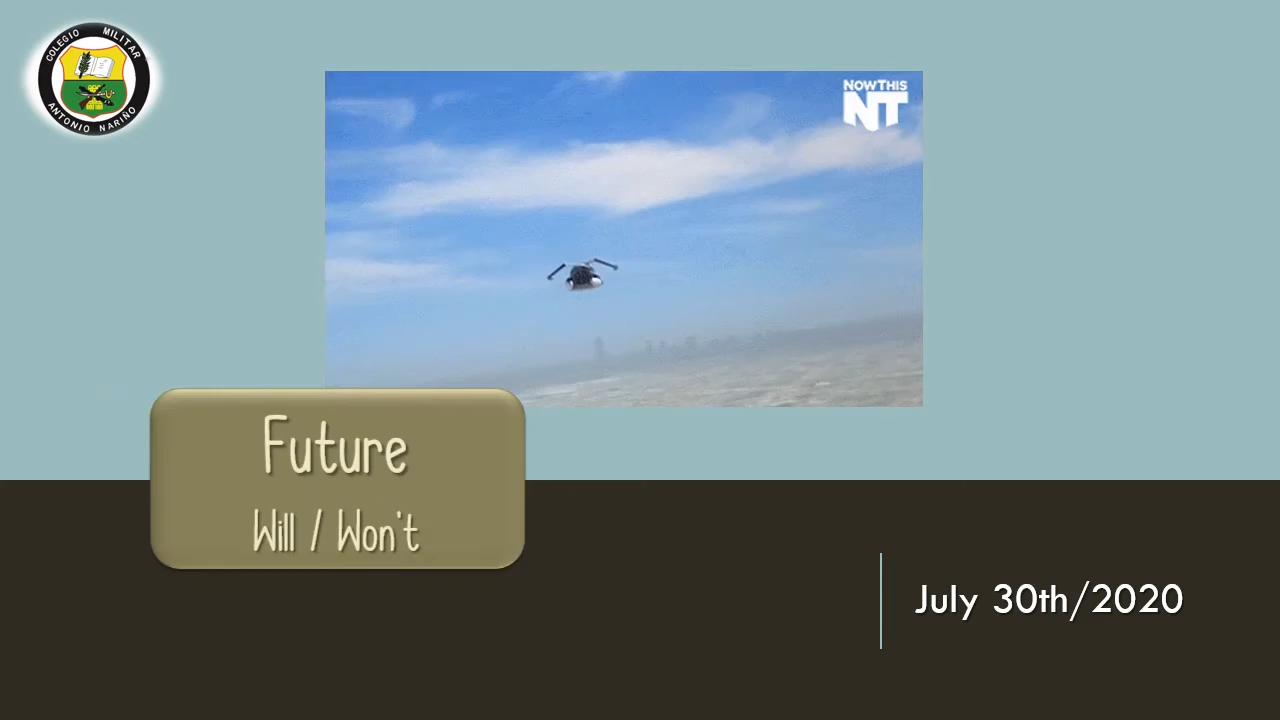 COLEGIO MILITAR
ANTONIO NARIÑO
NOWTHIS
NT
Future
Will / Won't
July 30th/2020